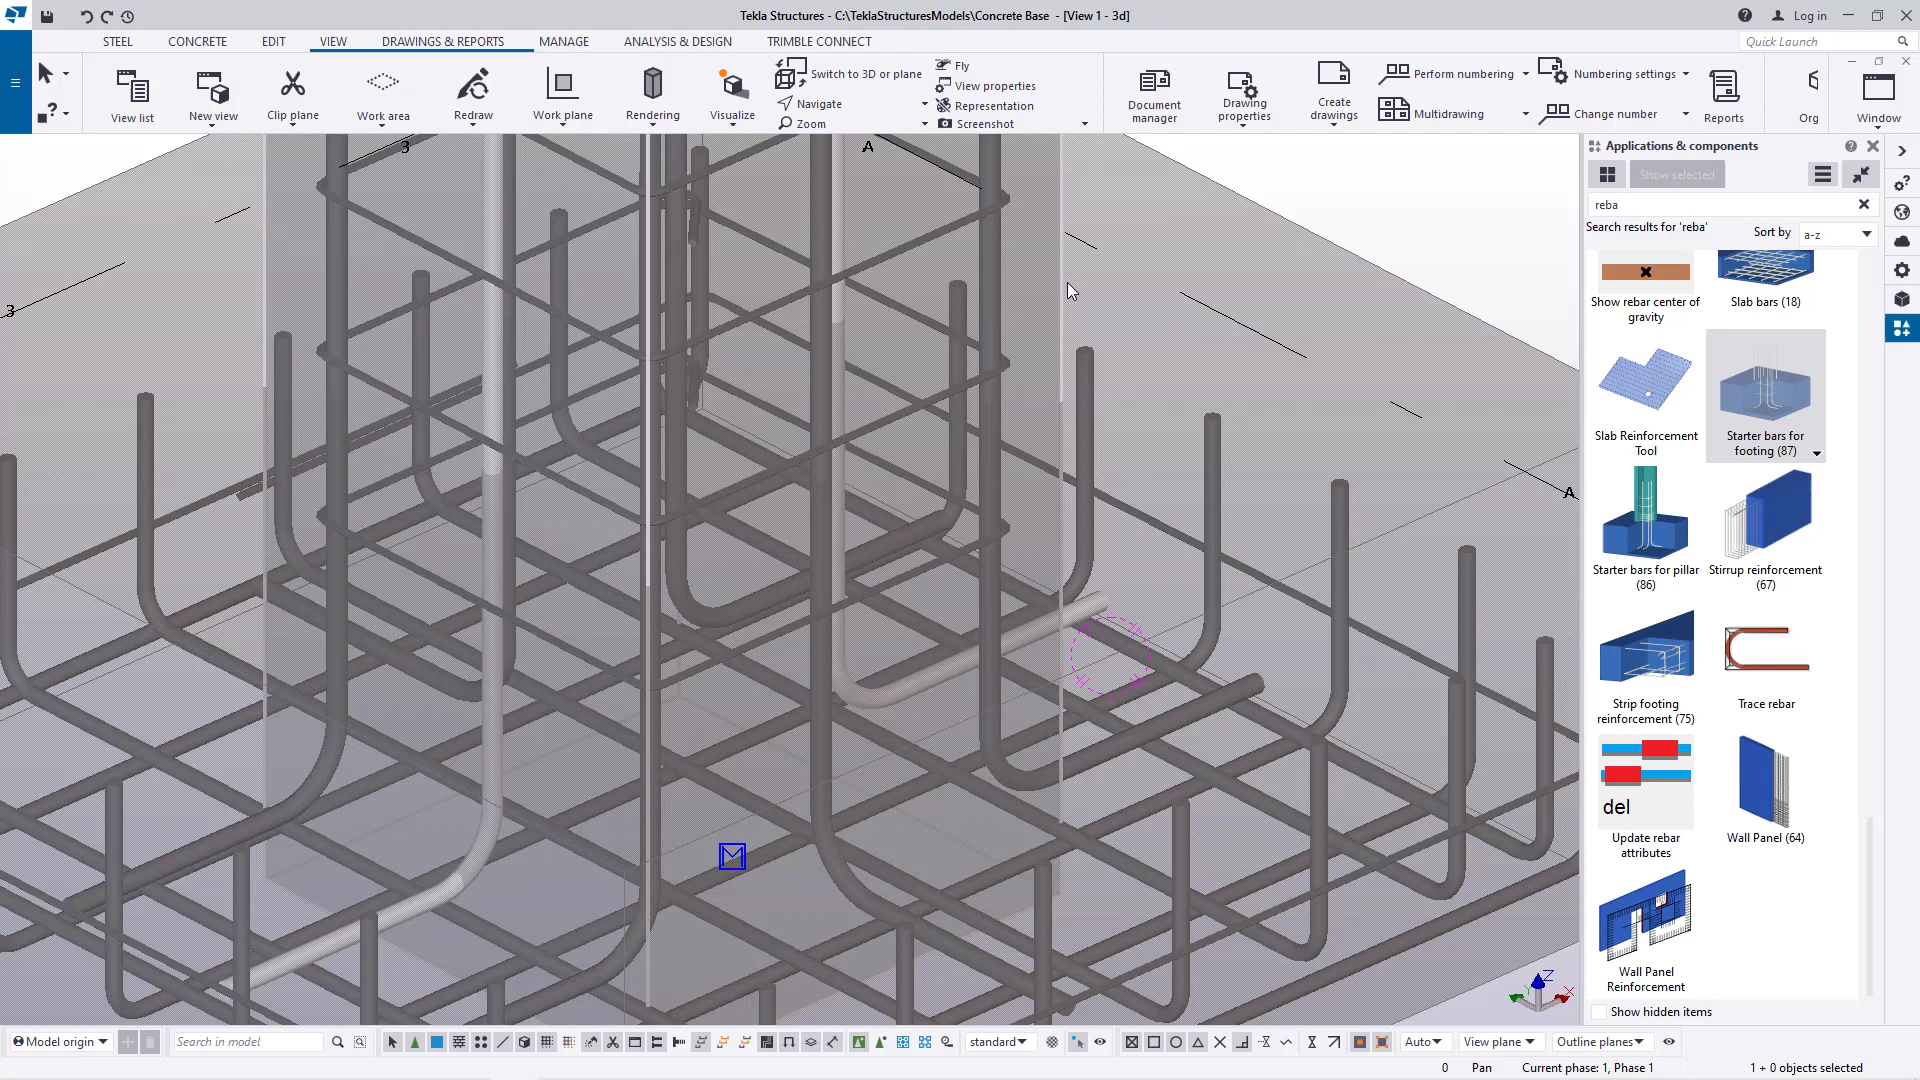 Tekla Structures - C:\TeklaStructuresModels\Concrete Base - [View 1 - 3d]
Log in
STEEL
CONCRETE
EDIT
VIEW
DRAWINGS & REPORTS
MANAGE
ANALYSIS & DESIGN
TRIMBLE CONNECT
Quick Launch
View list
New view
Clip plane
Work area
Redraw
Work plane
Rendering
Visualize
Switch to 3D or plane
Navigate
Zoom
Fly
View properties
Representation
Screenshot
Document manager
Drawing properties
Create drawings
Perform numbering
Multidrawing
Numbering settings
Change number
Reports
Org
Window
Applications & components
Show selected
reba
Search results for 'reba'
Sort by
a-z
Show rebar center of gravity
Slab bars (18)
Slab Reinforcement Tool
Starter bars for footing (87)
Starter bars for pillar (86)
Stirrup reinforcement (67)
Strip footing reinforcement (75)
Trace rebar
del
Update rebar attributes
Wall Panel (64)
Wall Panel Reinforcement
Show hidden items
3
A
3
A
M
Z
X
Model origin
Search in model
standard
Auto
View plane
Outline planes
0
Pan
Current phase: 1, Phase 1
1 + 0 objects selected